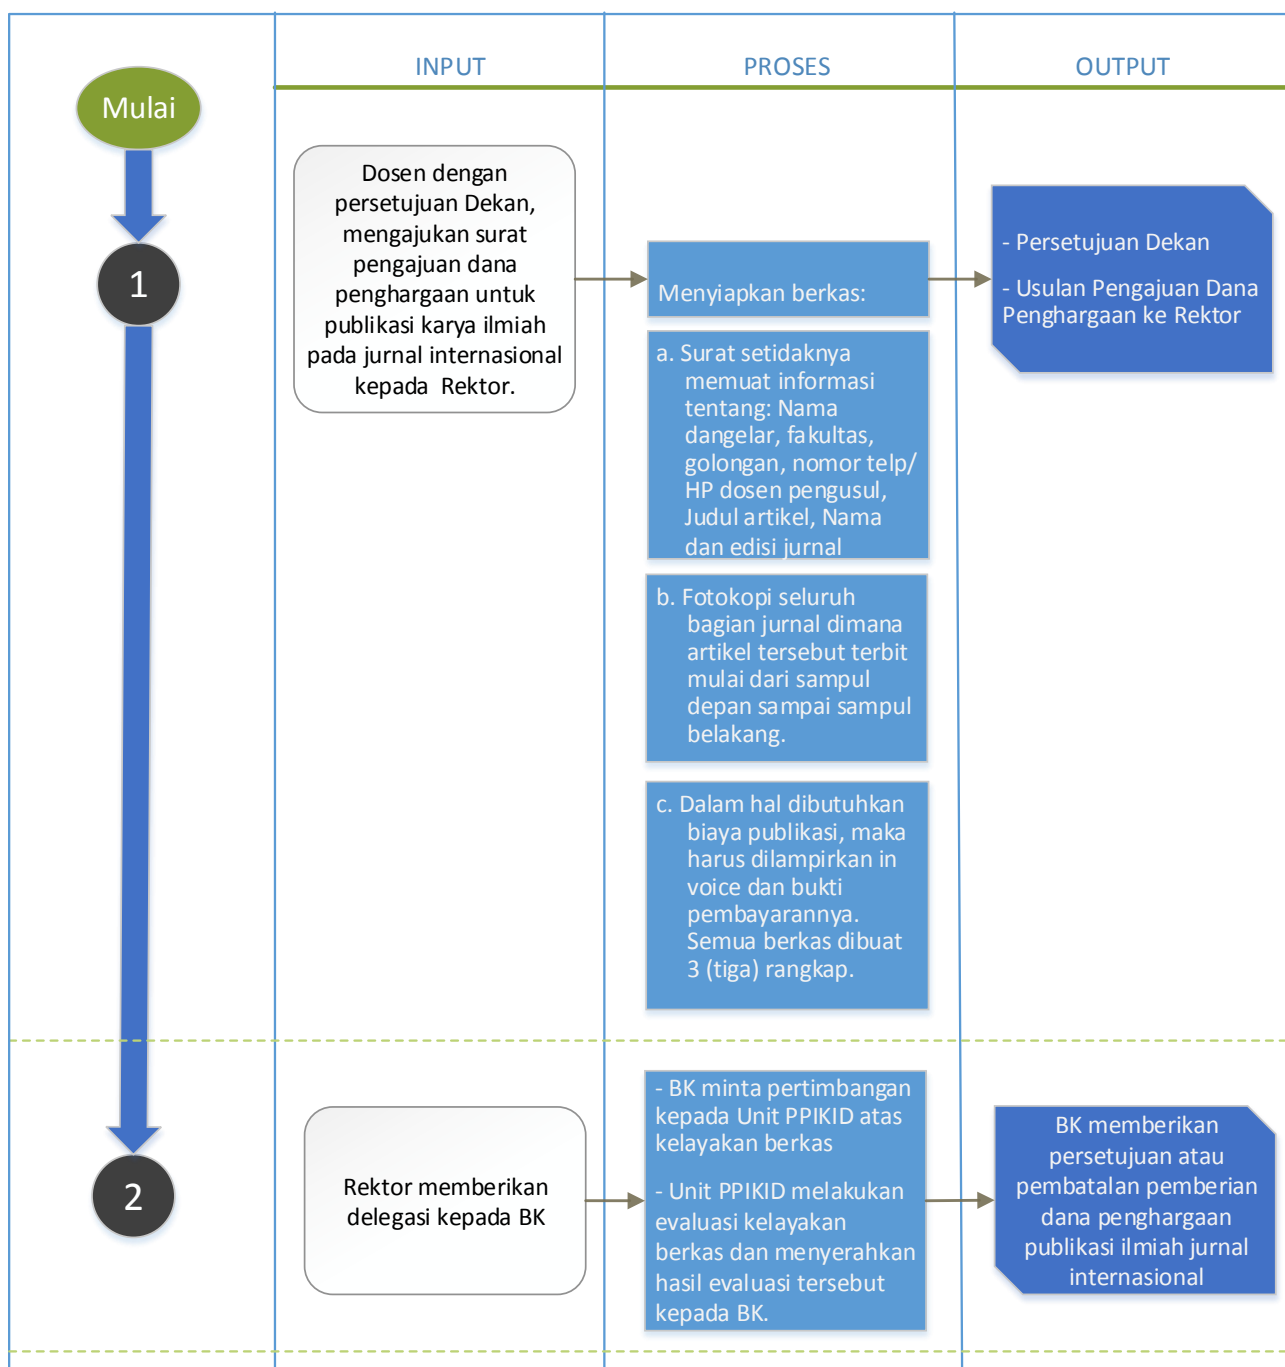 INPUT
PROSES
OUTPUT
Mulai
1
Dosen dengan
persetujuan Dekan,
mengajukan surat
pengajuan dana
penghargaan untuk
publikasi karya ilmiah
pada jurnal internasional
kepada Rektor.
Menyiapkan berkas:
a. Surat setidaknya
memuat informasi
tentang: Nama
dangelar, fakultas,
golongan, nomor telp/
HP dosen pengusul,
Judul artikel, Nama
dan edisi jurnal
b. Fotokopi seluruh
bagian jurnal dimana
artikel tersebut terbit
mulai dari sampul
depan sampai sampul
belakang.
c. Dalam hal dibutuhkan
biaya publikasi, maka
harus dilampirkan in
voice dan bukti
pembayarannya.
Semua berkas dibuat
3 (tiga) rangkap.
- Persetujuan Dekan
- Usulan Pengajuan Dana
Penghargaan ke Rektor
2
Rektor memberikan
delegasi kepada BK
- BK minta pertimbangan
kepada Unit PPIKID atas
kelayakan berkas
- Unit PPIKID melakukan
evaluasi kelayakan
berkas dan menyerahkan
hasil evaluasi tersebut
kepada BK.
BK memberikan
persetujuan atau
pembatalan pemberian
dana penghargaan
publikasi ilmiah jurnal
internasional